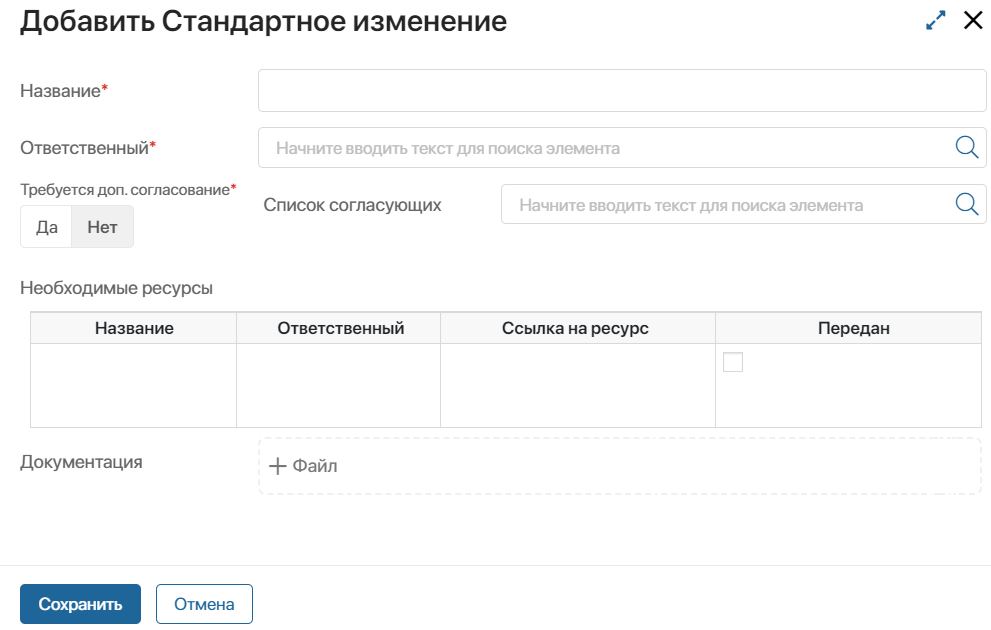 Добавить Стандартное изменение
Название*
Ответственный*
Начните вводить текст для поиска элемента
Требуется доп. согласование*
Да Нет
Список согласующих
Начните вводить текст для поиска элемента
Необходимые ресурсы
Название Ответственный Ссылка на ресурс Передан
Документация
+ Файл
Сохранить Отмена